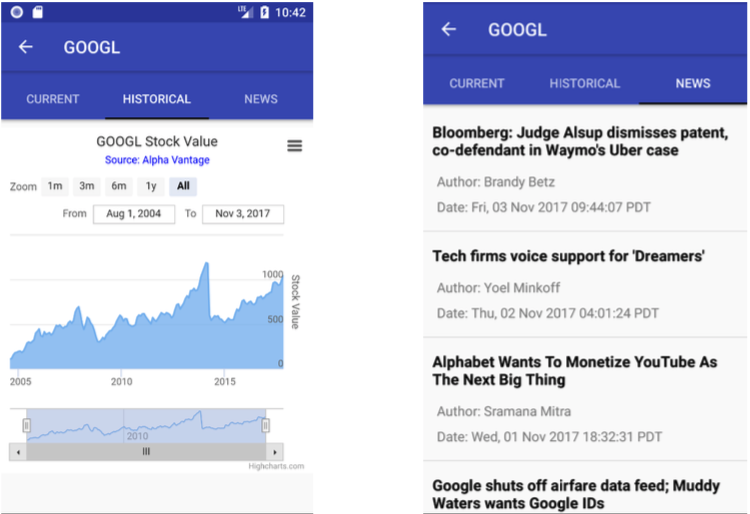 LTE 10:42
GOOGL
CURRENT HISTORICAL NEWS
GOOGL Stock Value
Source: Alpha Vantage
Zoom 1m 3m 6m 1y All
From Aug 1, 2004 To Nov 3, 2017
1000
500
0
Stock Value
2005 2010 2015
2010
Highcharts.com
GOOGL
CURRENT HISTORICAL NEWS
Bloomberg: Judge Alsup dismisses patent,
co-defendant in Waymo's Uber case
Author: Brandy Betz
Date: Fri, 03 Nov 2017 09:44:07 PDT
Tech firms voice support for 'Dreamers'
Author: Yoel Minkoff
Date: Thu, 02 Nov 2017 04:01:24 PDT
Alphabet Wants To Monetize YouTube As
The Next Big Thing
Author: Sramana Mitra
Date: Wed, 01 Nov 2017 18:32:31 PDT
Google shuts off airfare data feed; Muddy
Waters wants Google IDs